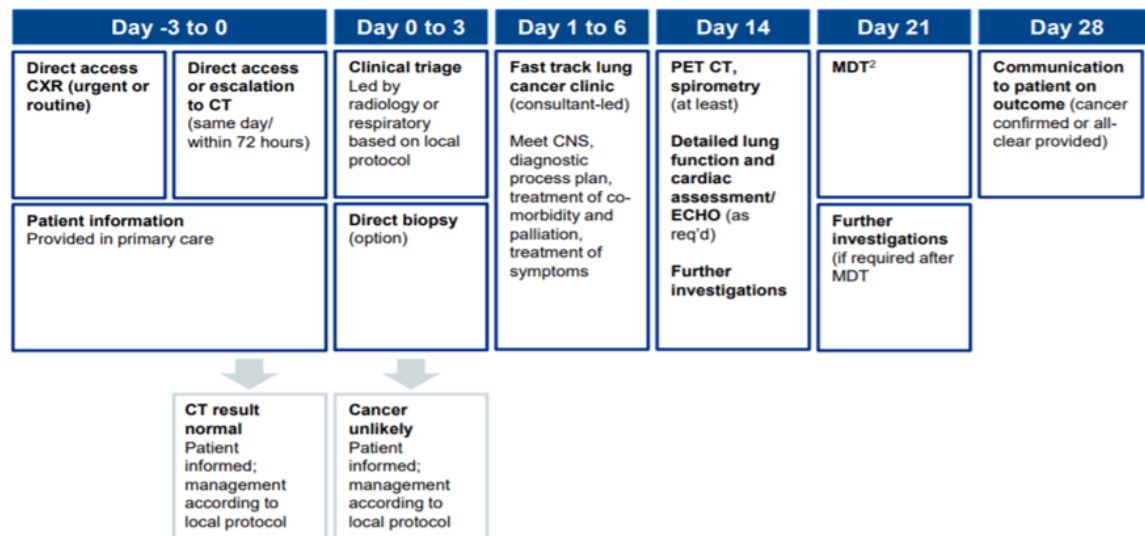 Day -3 to 0
Day 0 to 3
Day 1 to 6
Day 14
Day 21
Day 28
Direct access
CXR (urgent or
routine)
Direct access
or escalation
to CT
(same day/
within 72 hours)
Patient information
Provided in primary care
Clinical triage
Led by
radiology or
respiratory
based on local
protocol
Direct biopsy
(option)
Fast track lung
cancer clinic
(consultant-led)
Meet CNS,
diagnostic
process plan,
treatment of co-
morbidity and
palliation,
treatment of
symptoms
PET CT,
spirometry
(at least)
Detailed lung
function and
cardiac
assessment/
ECHO (as
req'd)
Further
investigations
MDT²
Further
investigations
(if required after
MDT
Communication
to patient on
outcome (cancer
confirmed or all-
clear provided)
CT result
normal
Patient
informed;
management
according to
local protocol
Cancer
unlikely
Patient
informed;
management
according to
local protocol